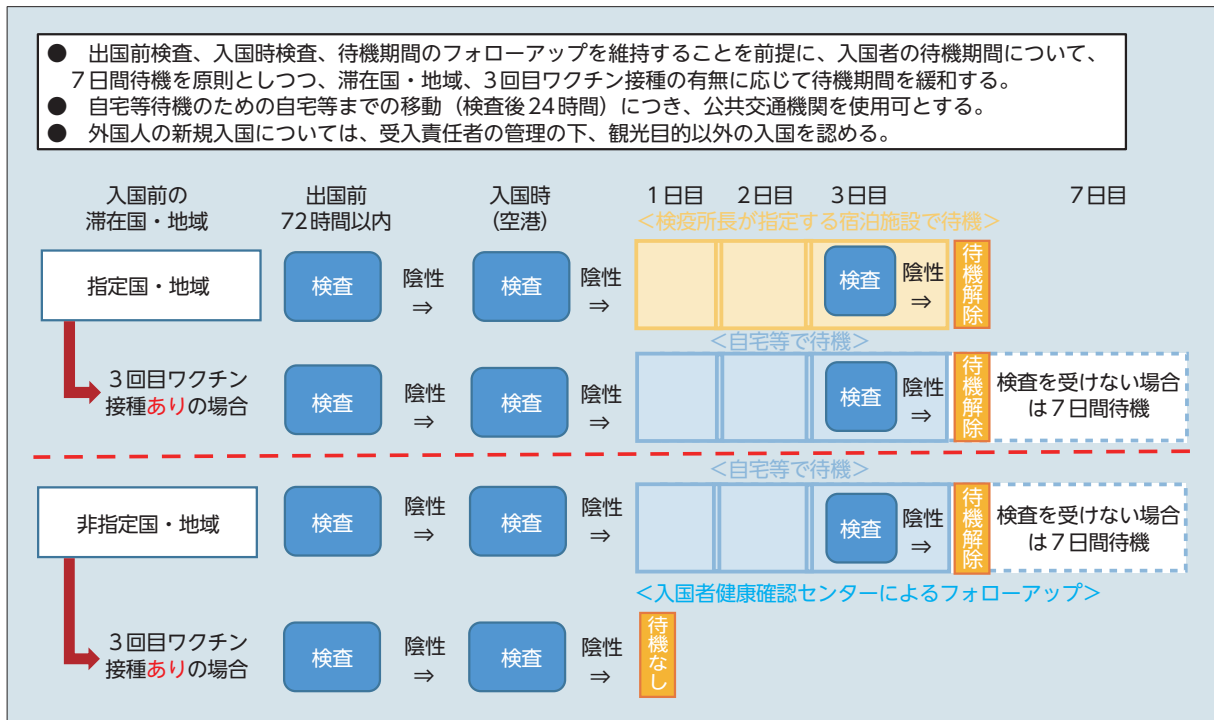 ● 出国前検査、入国時検査、待機期間のフォローアップを維持することを前提に、入国者の待機期間について、
７日間待機を原則としつつ、滞在国・地域、３回目ワクチン接種の有無に応じて待機期間を緩和する。
● 自宅等待機のための自宅等までの移動（検査後24時間）につき、公共交通機関を使用可とする。
● 外国人の新規入国については、受入責任者の管理の下、観光目的以外の入国を認める。
入国前の
滞在国・地域
出国前
72時間以内
入国時
(空港)
１日目
２日目
３日目
７日目
＜検疫所長が指定する宿泊施設で待機＞
指定国・地域
検査
陰性
⇒
検査
陰性
⇒
検査
陰性
⇒
待機解除
＜自宅等で待機＞
３回目ワクチン
接種ありの場合
検査
陰性
⇒
検査
陰性
⇒
検査
陰性
⇒
待機解除
検査を受けない場合
は７日間待機
＜自宅等で待機＞
非指定国・地域
検査
陰性
⇒
検査
陰性
⇒
検査
陰性
⇒
待機解除
検査を受けない場合
は７日間待機
＜入国者健康確認センターによるフォローアップ＞
３回目ワクチン
接種ありの場合
検査
陰性
⇒
検査
陰性
⇒
待機なし